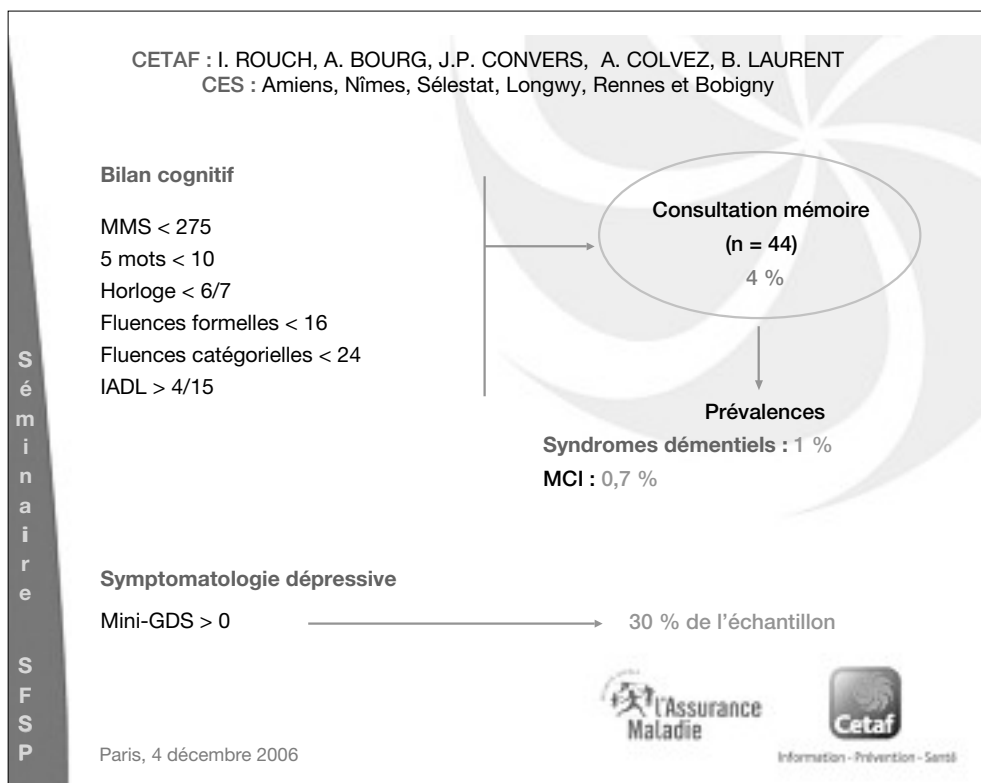 CETAF : I. ROUCH, A. BOURG, J.P. CONVERS, A. COLVEZ, B. LAURENT
CES : Amiens, Nîmes, Sélestat, Longwy, Rennes et Bobigny
Bilan cognitif
MMS < 275
5 mots < 10
Horloge < 6/7
Fluences formelles < 16
Fluences catégorielles < 24
IADL > 4/15
Consultation mémoire
(n = 44)
4 %
Prévalences
Syndromes démentiels : 1 %
MCI : 0,7 %
Symptomatologie dépressive
Mini-GDS > 0
30 % de l’échantillon
Séminaire SFSP
l'Assurance
Maladie
Cetaf
Information - Prévention - Santé
Paris, 4 décembre 2006